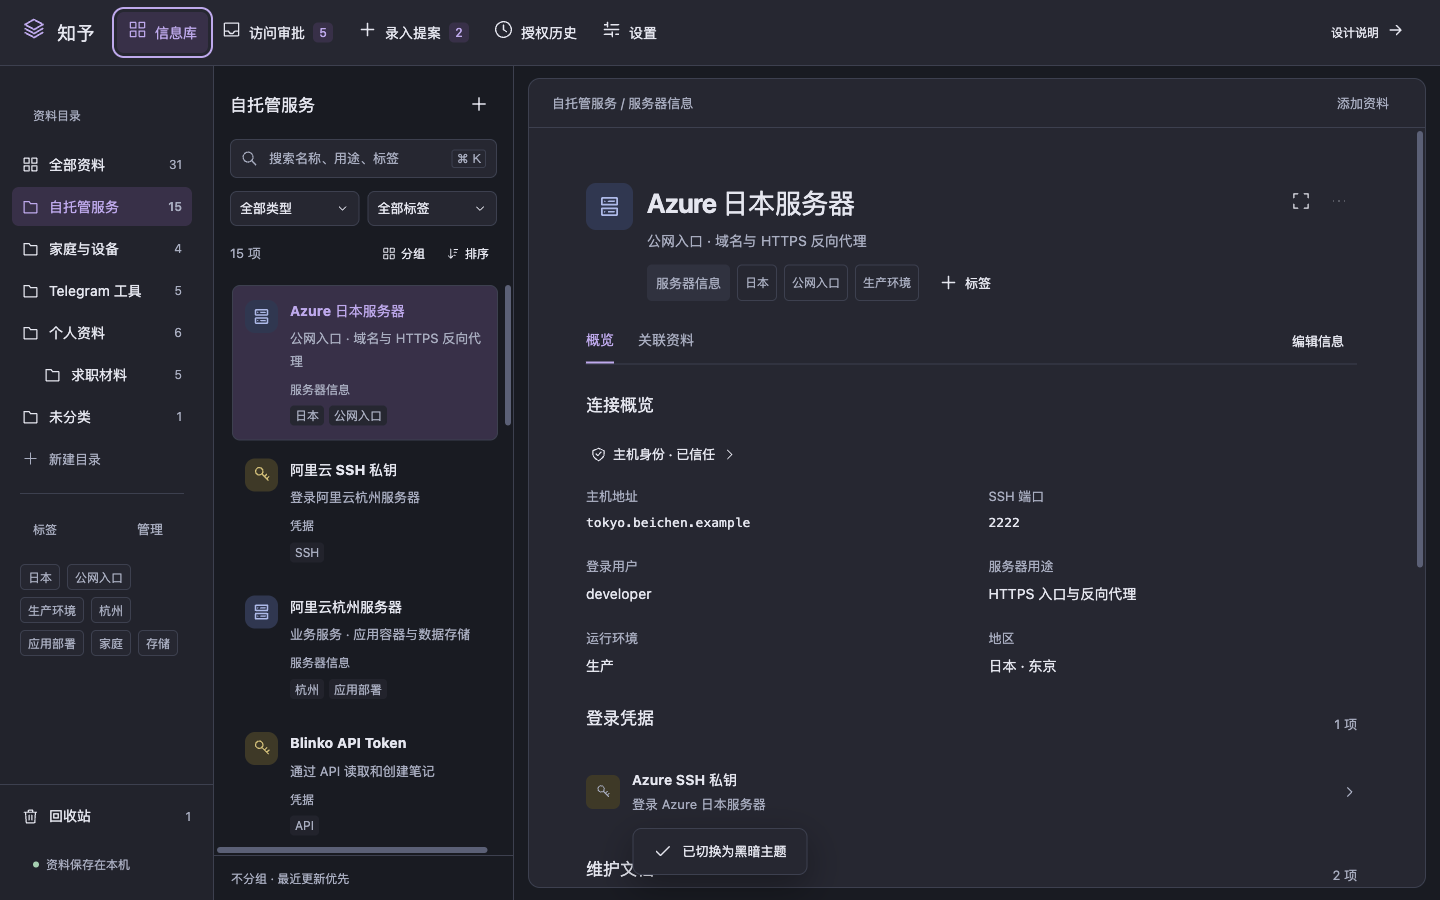 知予
信息库
访问审批 5
录入提案 2
授权历史
设置
设计说明
资料目录
全部资料 31
自托管服务 15
家庭与设备 4
Telegram 工具 5
个人资料 6
求职材料 5
未分类 1
新建目录
标签 管理
日本 公网入口
生产环境 杭州
应用部署 家庭 存储
回收站 1
资料保存在本机
自托管服务
搜索名称、用途、标签 ⌘ K
全部类型 全部标签
15 项 分组 排序
Azure 日本服务器
公网入口 · 域名与 HTTPS 反向代
理
服务器信息
日本 公网入口
阿里云 SSH 私钥
登录阿里云杭州服务器
凭据
SSH
阿里云杭州服务器
业务服务 · 应用容器与数据存储
服务器信息
杭州 应用部署
Blinko API Token
通过 API 读取和创建笔记
凭据
API
不分组 · 最近更新优先
自托管服务 / 服务器信息 添加资料
Azure 日本服务器
公网入口 · 域名与 HTTPS 反向代理
服务器信息 日本 公网入口 生产环境 标签
概览 关联资料 编辑信息
连接概览
主机身份 · 已信任
主机地址 SSH 端口
tokyo.beichen.example 2222
登录用户 服务器用途
developer HTTPS 入口与反向代理
运行环境 地区
生产 日本 · 东京
登录凭据 1 项
Azure SSH 私钥
登录 Azure 日本服务器
已切换为黑暗主题
维护文 2 项